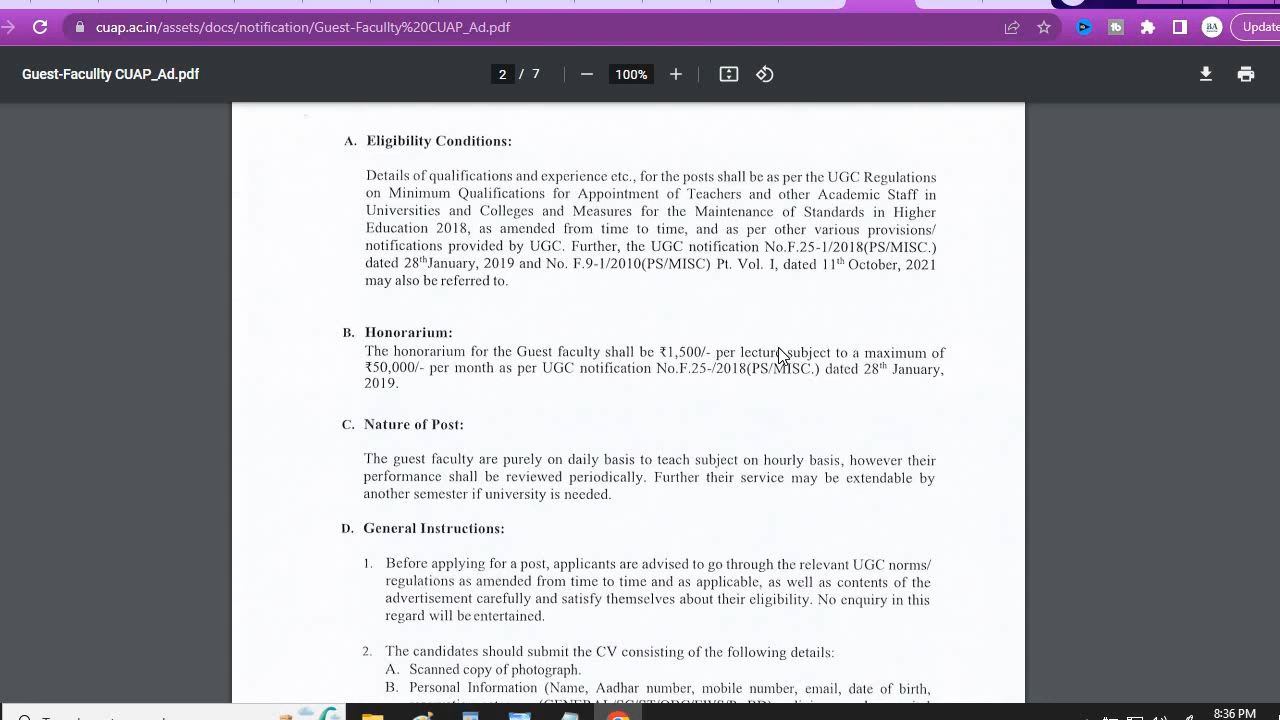 cuap.ac.in/assets/docs/notification/Guest-Facullty%20CUAP_Ad.pdf
BA
Update
Guest-Facullty CUAP_Ad.pdf
2 / 7
100%
A. Eligibility Conditions:
Details of qualifications and experience etc., for the posts shall be as per the UGC Regulations
on Minimum Qualifications for Appointment of Teachers and other Academic Staff in
Universities and Colleges and Measures for the Maintenance of Standards in Higher
Education 2018, as amended from time to time, and as per other various provisions/
notifications provided by UGC. Further, the UGC notification No.F.25-1/2018(PS/MISC.)
dated 28thJanuary, 2019 and No. F.9-1/2010(PS/MISC) Pt. Vol. I, dated 11th October, 2021
may also be referred to.
B. Honorarium:
The honorarium for the Guest faculty shall be ₹1,500/- per lecture subject to a maximum of
₹50,000/- per month as per UGC notification No.F.25-/2018(PS/MISC.) dated 28th January,
2019.
C. Nature of Post:
The guest faculty are purely on daily basis to teach subject on hourly basis, however their
performance shall be reviewed periodically. Further their service may be extendable by
another semester if university is needed.
D. General Instructions:
1. Before applying for a post, applicants are advised to go through the relevant UGC norms/
regulations as amended from time to time and as applicable, as well as contents of the
advertisement carefully and satisfy themselves about their eligibility. No enquiry in this
regard will be entertained.
2. The candidates should submit the CV consisting of the following details:
A. Scanned copy of photograph.
B. Personal Information (Name, Aadhar number, mobile number, email, date of birth,
8:36 PM